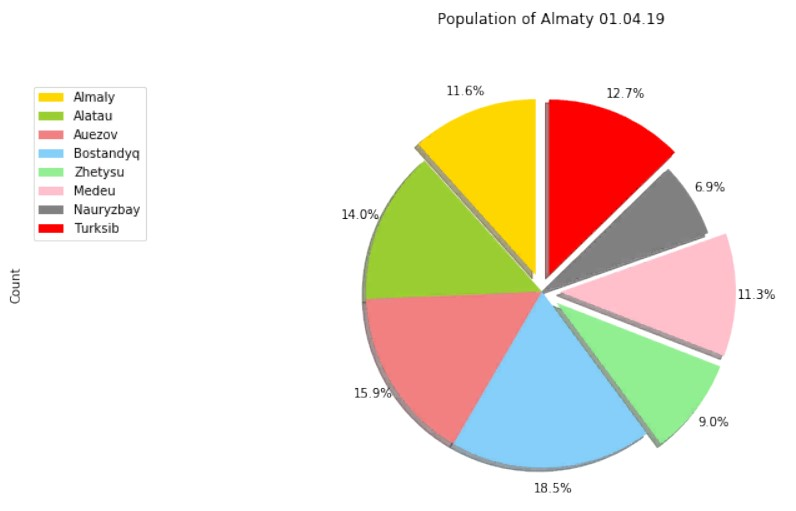 Population of Almaty 01.04.19
Almaly
Alatau
Auezov
Bostandyq
Zhetysu
Medeu
Nauryzbay
Turksib
Count
11.6%
12.7%
6.9%
14.0%
11.3%
15.9%
9.0%
18.5%